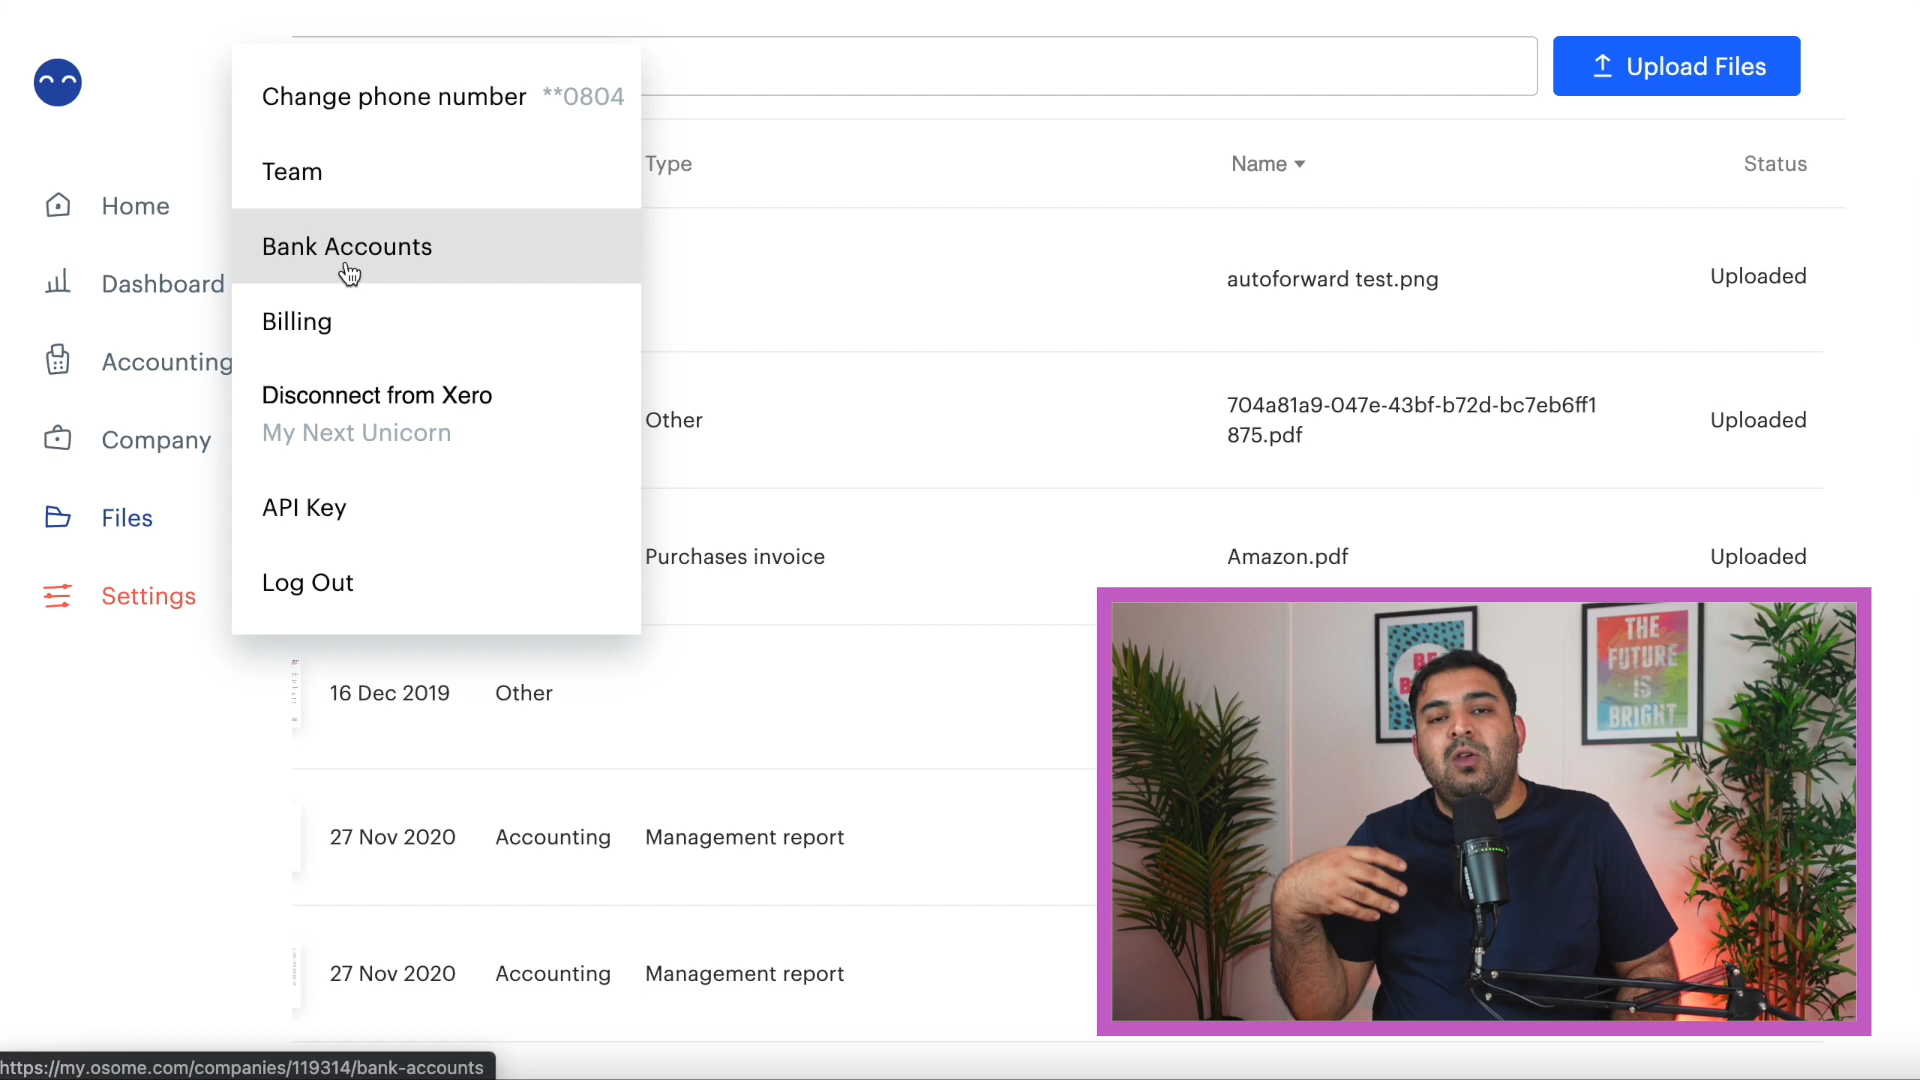 Change phone number **0804
Team
Bank Accounts
Billing
Disconnect from Xero
My Next Unicorn
API Key
Log Out
Home
Dashboard
Accounting
Company
Files
Settings
Upload Files
Type Name Status
autoforward test.png Uploaded
Other 704a81a9-047e-43bf-b72d-bc7eb6ff1
875.pdf Uploaded
Purchases invoice Amazon.pdf Uploaded
16 Dec 2019 Other
27 Nov 2020 Accounting Management report
27 Nov 2020 Accounting Management report
THE
FUTURE
IS
BRIGHT
https://my.osome.com/companies/119314/bank-accounts